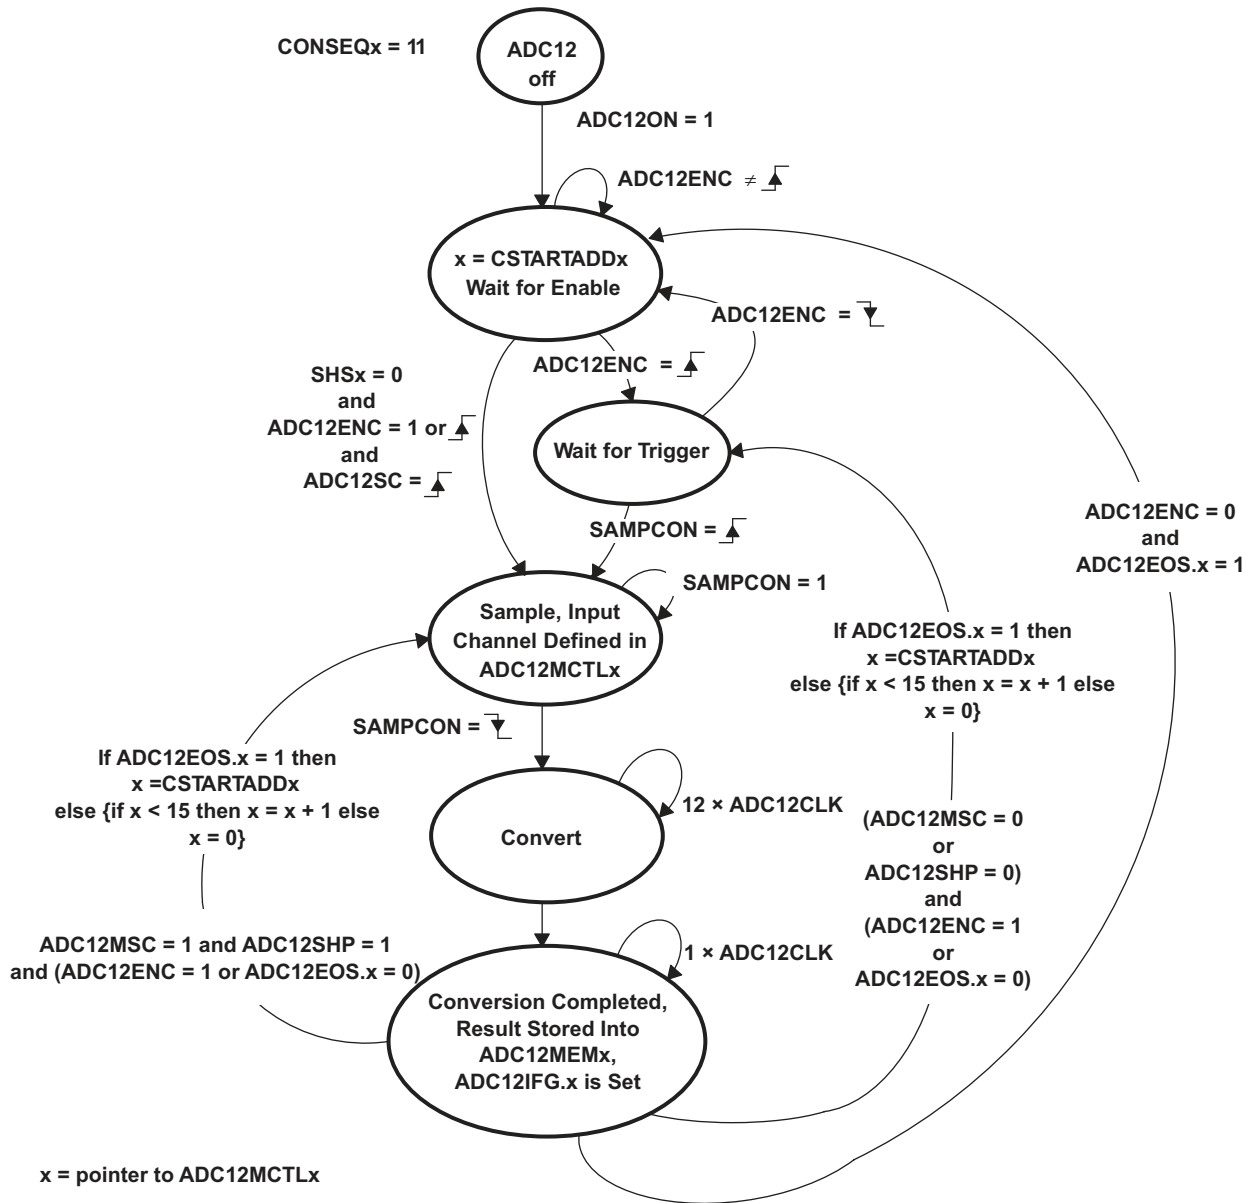 CONSEQx = 11
ADC12
off
ADC12ON = 1
ADC12ENC ≠
x = CSTARTADDx
Wait for Enable
ADC12ENC =
ADC12ENC =
SHSx = 0
and
ADC12ENC = 1 or
and
ADC12SC =
Wait for Trigger
SAMPCON =
ADC12ENC = 0
and
ADC12EOS.x = 1
SAMPCON = 1
Sample, Input
Channel Defined in
ADC12MCTLx
If ADC12EOS.x = 1 then
x =CSTARTADDx
else {if x < 15 then x = x + 1 else
x = 0}
SAMPCON =
If ADC12EOS.x = 1 then
x =CSTARTADDx
else {if x < 15 then x = x + 1 else
x = 0}
12 × ADC12CLK
Convert
(ADC12MSC = 0
or
ADC12SHP = 0)
and
(ADC12ENC = 1
or
ADC12EOS.x = 0)
ADC12MSC = 1 and ADC12SHP = 1
and (ADC12ENC = 1 or ADC12EOS.x = 0)
1 × ADC12CLK
Conversion Completed,
Result Stored Into
ADC12MEMx,
ADC12IFG.x is Set
x = pointer to ADC12MCTLx